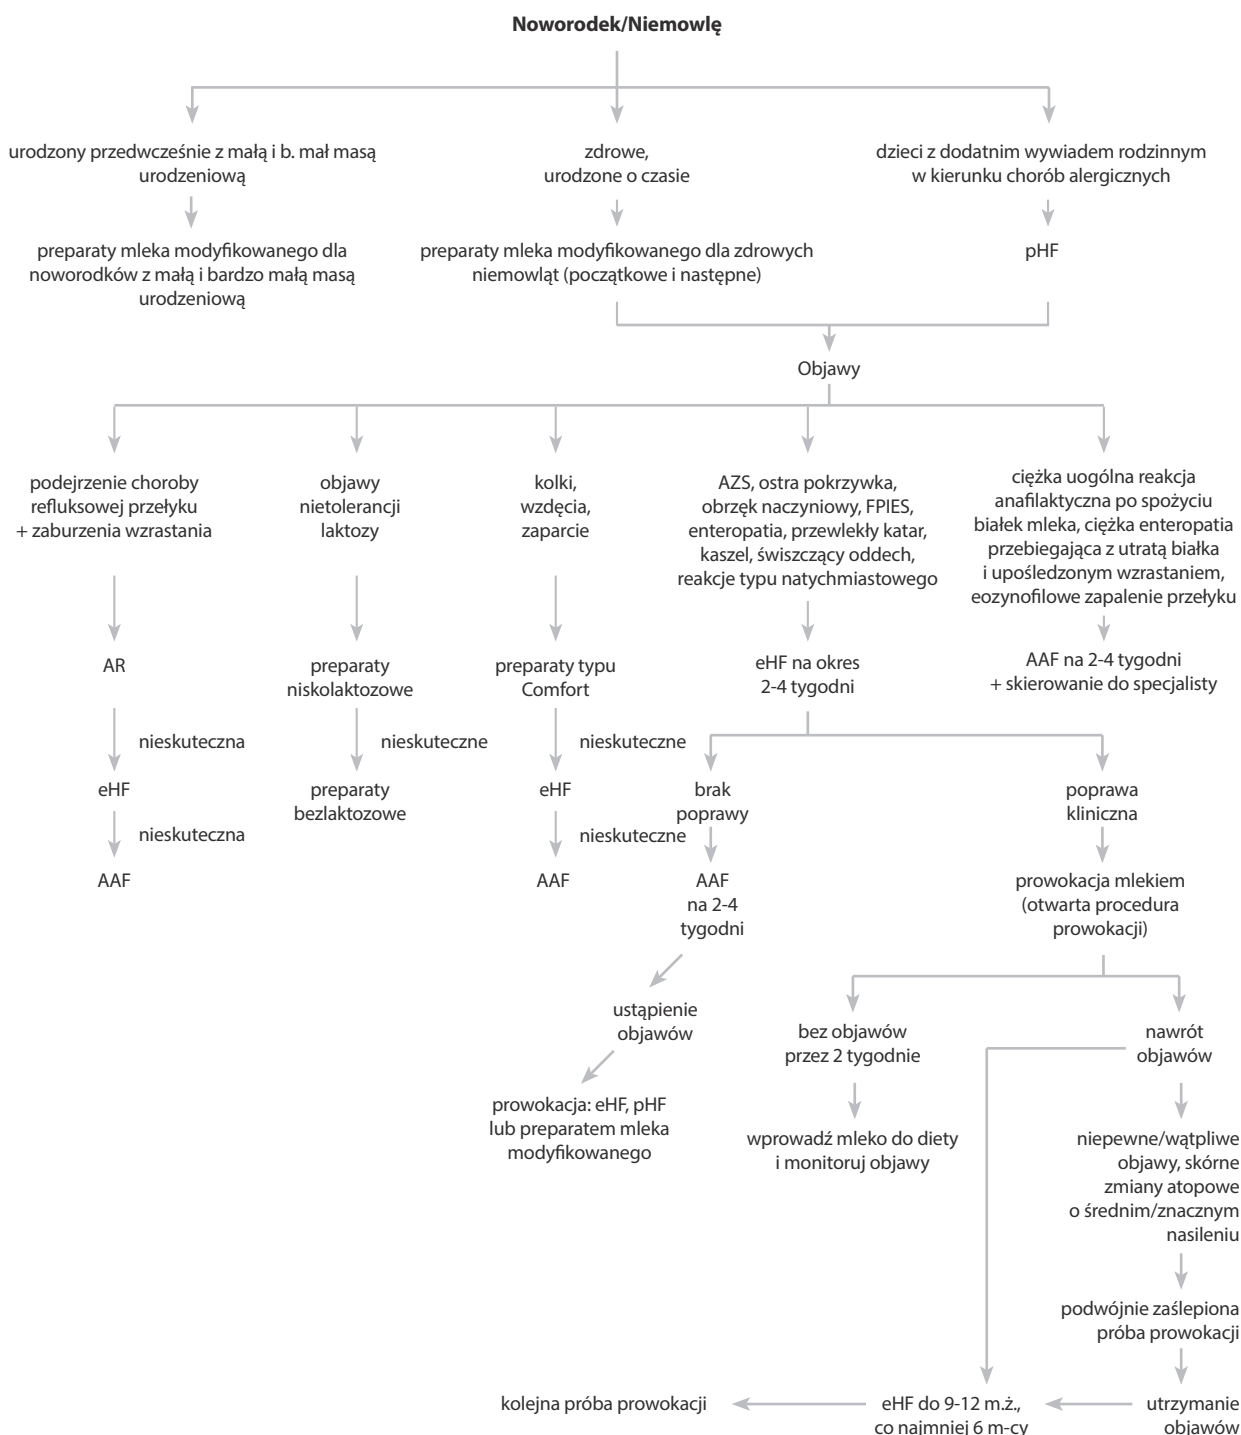 Noworodek/Niemowlę
urodzony przedwcześnie z małą i b. mał masą
urodzeniową
zdrowe,
urodzone o czasie
dzieci z dodatnim wywiadem rodzinnym
w kierunku chorób alergicznych
preparaty mleka modyfikowanego dla
noworodków z małą i bardzo małą masą
urodzeniową
preparaty mleka modyfikowanego dla zdrowych
niemowląt (początkowe i następne)
pHF
Objawy
podejrzenie choroby
refluksowej przełyku
+ zaburzenia wzrastania
objawy
nietolerancji
laktozy
kolki,
wzdęcia,
zaparcie
AZS, ostra pokrzywka,
obrzęk naczyniowy, FPIES,
enteropatia, przewlekły katar,
kaszel, świszczący oddech,
reakcje typu natychmiastowego
ciężka uogólna reakcja
anafilaktyczna po spożyciu
białek mleka, ciężka enteropatia
przebiegająca z utratą białka
i upośledzonym wzrastaniem,
eozynofilowe zapalenie przełyku
AR
preparaty
niskolaktozowe
preparaty typu
Comfort
eHF na okres
2-4 tygodni
AAF na 2-4 tygodni
+ skierowanie do specjalisty
nieskuteczna
nieskuteczne
nieskuteczne
eHF
preparaty
bezlaktozowe
eHF
brak
poprawy
poprawa
kliniczna
nieskuteczna
nieskuteczne
AAF
AAF
AAF
na 2-4
tygodni
prowokacja mlekiem
(otwarta procedura
prowokacji)
ustąpienie
objawów
bez objawów
przez 2 tygodnie
nawrót
objawów
prowokacja: eHF, pHF
lub preparatem mleka
modyfikowanego
wprowadź mleko do diety
i monitoruj objawy
niepewne/wątpliwe
objawy, skórne
zmiany atopowe
o średnim/znacznym
nasileniu
podwójnie zaślepiona
próba prowokacji
kolejna próba prowokacji
eHF do 9-12 m.ż.,
co najmniej 6 m-cy
utrzymanie
objawów